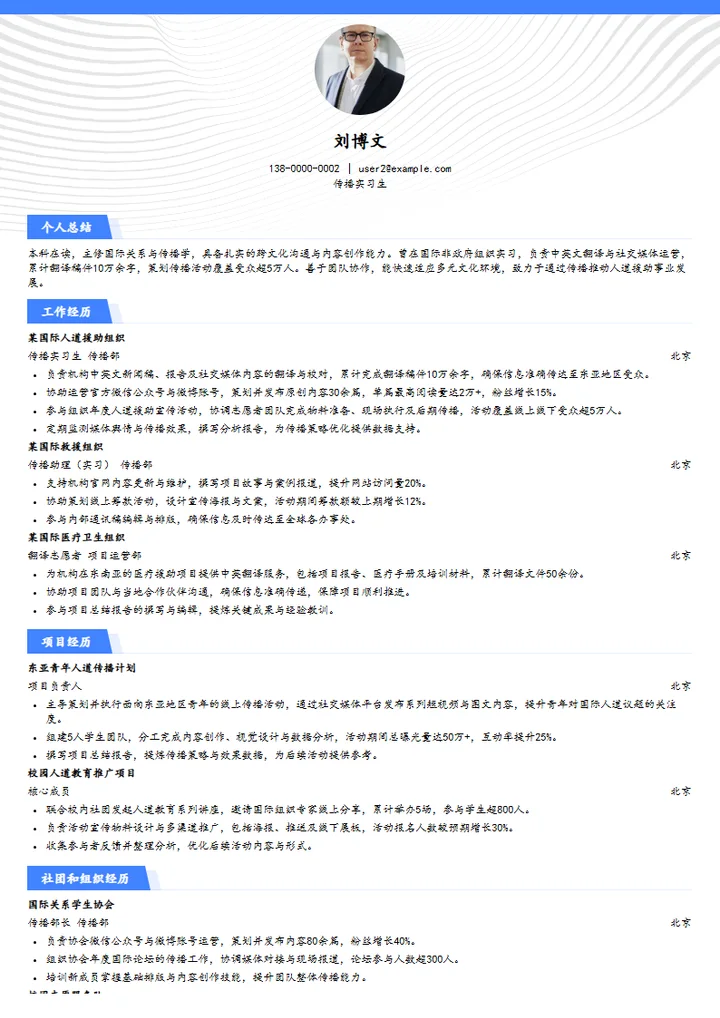 刘博文
138-0000-0002 | user2@example.com
传播实习生
个人总结
本科在读，主修国际关系与传播学，具备扎实的跨文化沟通与内容创作能力。曾在国际非政府组织实习，负责中英文翻译与社交媒体运营，
累计翻译稿件10万余字，策划传播活动覆盖受众超5万人。善于团队协作，能快速适应多元文化环境，致力于通过传播推动人道援助事业发
展。
工作经历
某国际人道援助组织
传播实习生 传播部 北京
• 负责机构中英文新闻稿、报告及社交媒体内容的翻译与校对，累计完成翻译稿件10万余字，确保信息准确传达至东亚地区受众。
• 协助运营官方微信公众号与微博账号，策划并发布原创内容30余篇，单篇最高阅读量达2万+，粉丝增长15%。
• 参与组织年度人道援助宣传活动，协调志愿者团队完成物料准备、现场执行及后期传播，活动覆盖线上线下受众超5万人。
• 定期监测媒体舆情与传播效果，撰写分析报告，为传播策略优化提供数据支持。
某国际救援组织
传播助理（实习） 传播部 北京
• 支持机构官网内容更新与维护，撰写项目故事与案例报道，提升网站访问量20%。
• 协助策划线上筹款活动，设计宣传海报与文案，活动期间筹款额较上期增长12%。
• 参与内部通讯稿编辑与排版，确保信息及时传达至全球各办事处。
某国际医疗卫生组织
翻译志愿者 项目运营部 北京
• 为机构在东南亚的医疗援助项目提供中英翻译服务，包括项目报告、医疗手册及培训材料，累计翻译文件50余份。
• 协助项目团队与当地合作伙伴沟通，确保信息准确传递，保障项目顺利推进。
• 参与项目总结报告的撰写与编辑，提炼关键成果与经验教训。
项目经历
东亚青年人道传播计划
项目负责人 北京
• 主导策划并执行面向东亚地区青年的线上传播活动，通过社交媒体平台发布系列短视频与图文内容，提升青年对国际人道议题的关注
度。
• 组建5人学生团队，分工完成内容创作、视觉设计与数据分析，活动期间总曝光量达50万+，互动率提升25%。
• 撰写项目总结报告，提炼传播策略与效果数据，为后续活动提供参考。
校园人道教育推广项目
核心成员 北京
• 联合校内社团发起人道教育系列讲座，邀请国际组织专家线上分享，累计举办5场，参与学生超800人。
• 负责活动宣传物料设计与多渠道推广，包括海报、推送及线下展板，活动报名人数较预期增长30%。
• 收集参与者反馈并整理分析，优化后续活动内容与形式。
社团和组织经历
国际关系学生协会
传播部长 传播部 北京
• 负责协会微信公众号与微博账号运营，策划并发布内容80余篇，粉丝增长40%。
• 组织协会年度国际论坛的传播工作，协调媒体对接与现场报道，论坛参与人数超300人。
• 培训新成员掌握基础排版与内容创作技能，提升团队整体传播能力。